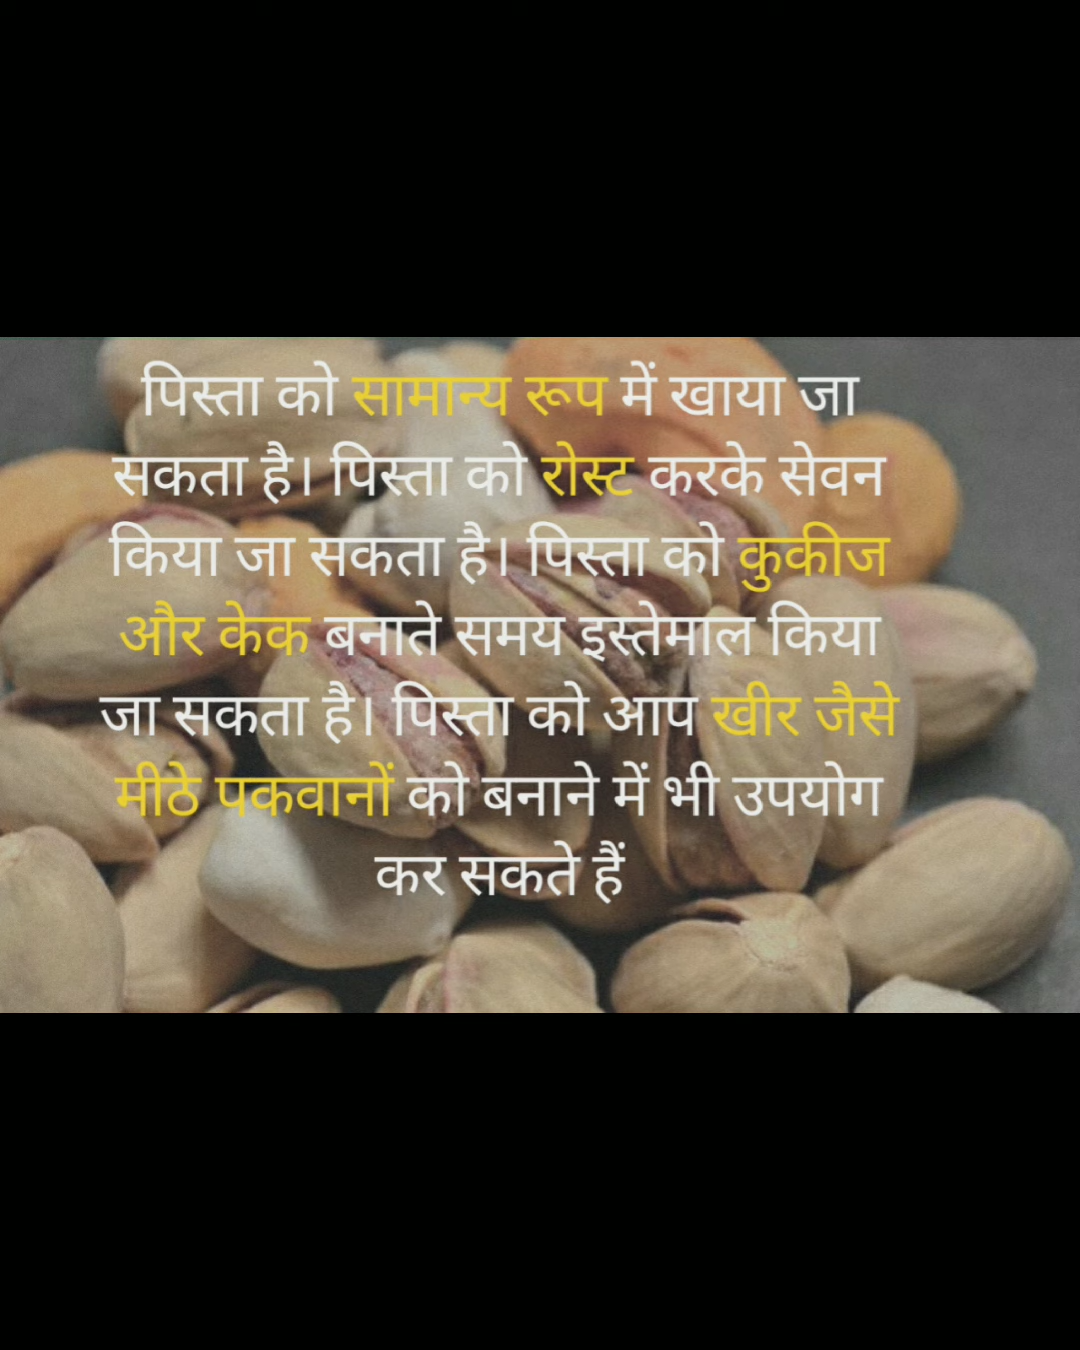 पिस्ता को सामान्य रूप में खाया जा
सकता है। पिस्ता को रोस्ट करके सेवन
किया जा सकता है। पिस्ता को कुकीज
और केक बनाते समय इस्तेमाल किया
जा सकता है। पिस्ता को आप खीर जैसे
मीठे पकवानों को बनाने में भी उपयोग
कर सकते हैं